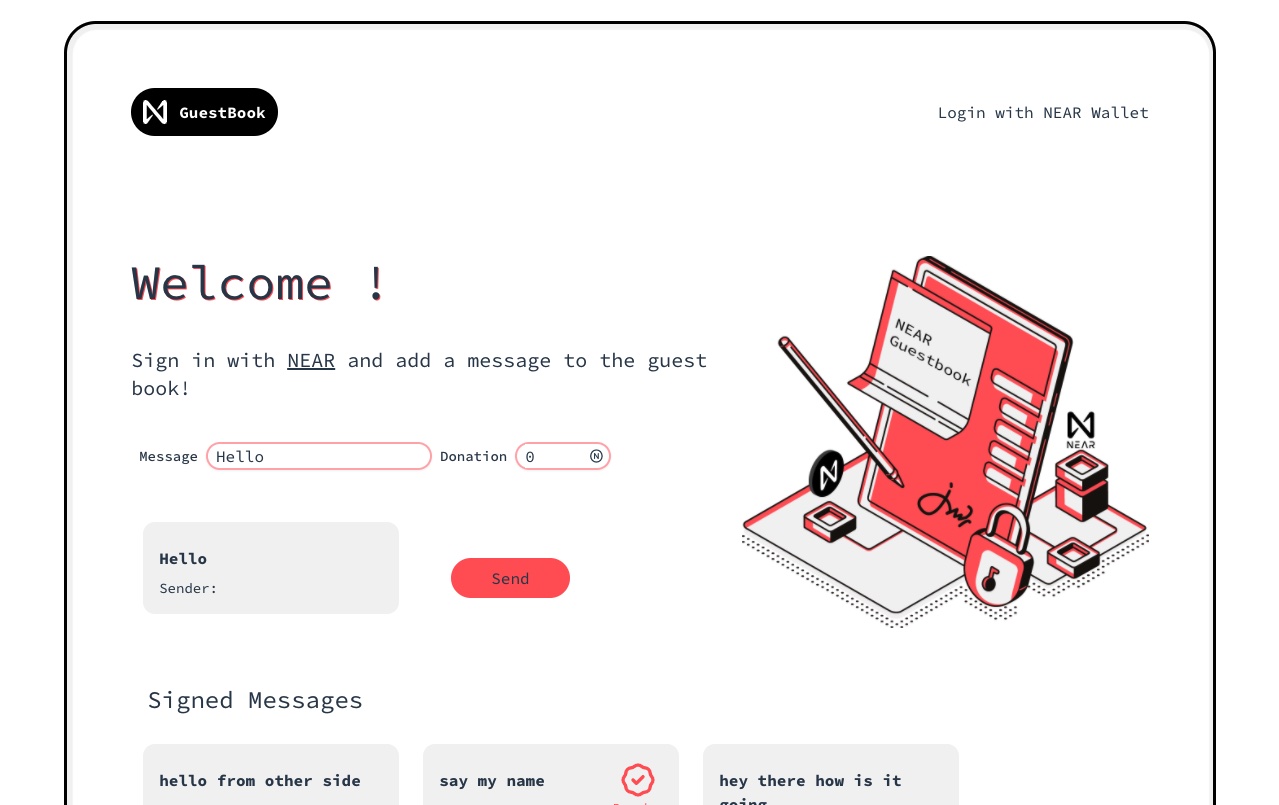 GuestBook
Login with NEAR Wallet
Welcome !
Sign in with NEAR and add a message to the guest
book!
NEAR
Guestbook
NEAR
Message
Hello
Donation
0
Hello
Sender:
Send
Signed Messages
hello from other side
say my name
hey there how is it
going